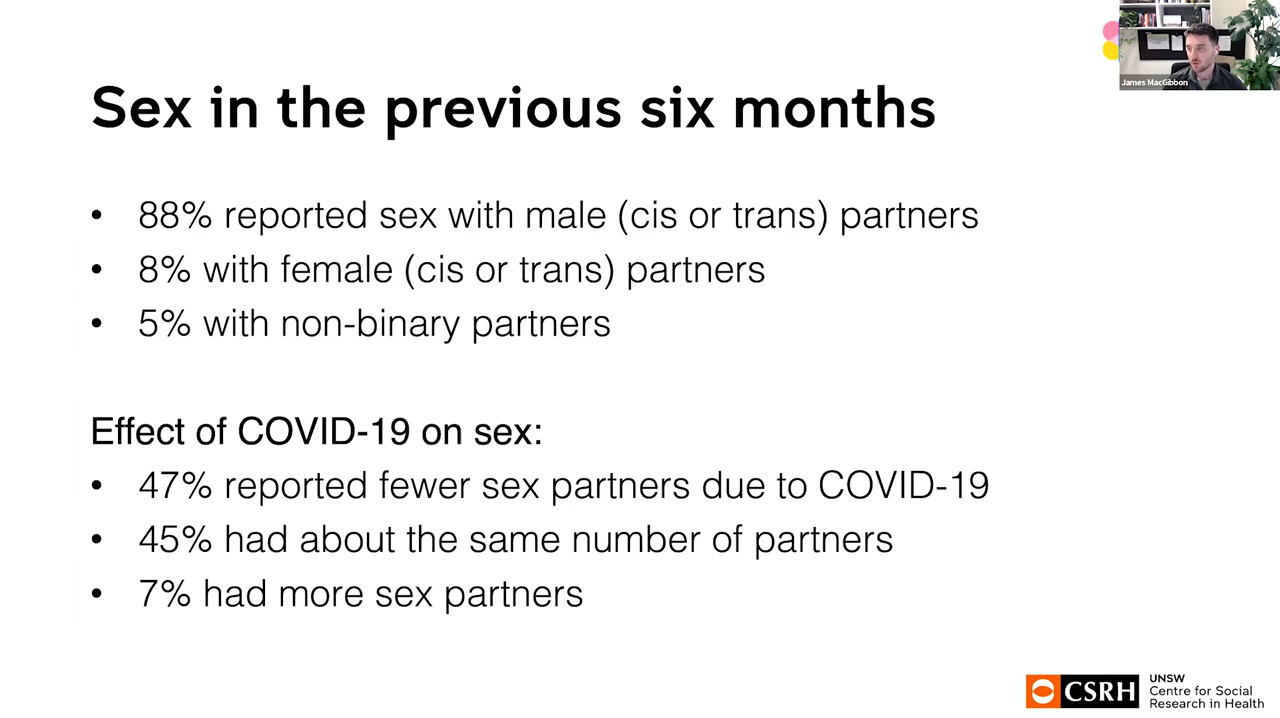 James MacGibbon
Sex in the previous six months
• 88% reported sex with male (cis or trans) partners
• 8% with female (cis or trans) partners
• 5% with non-binary partners
Effect of COVID-19 on sex:
• 47% reported fewer sex partners due to COVID-19
• 45% had about the same number of partners
• 7% had more sex partners
CSRH
UNSW
Centre for Social
Research in Health